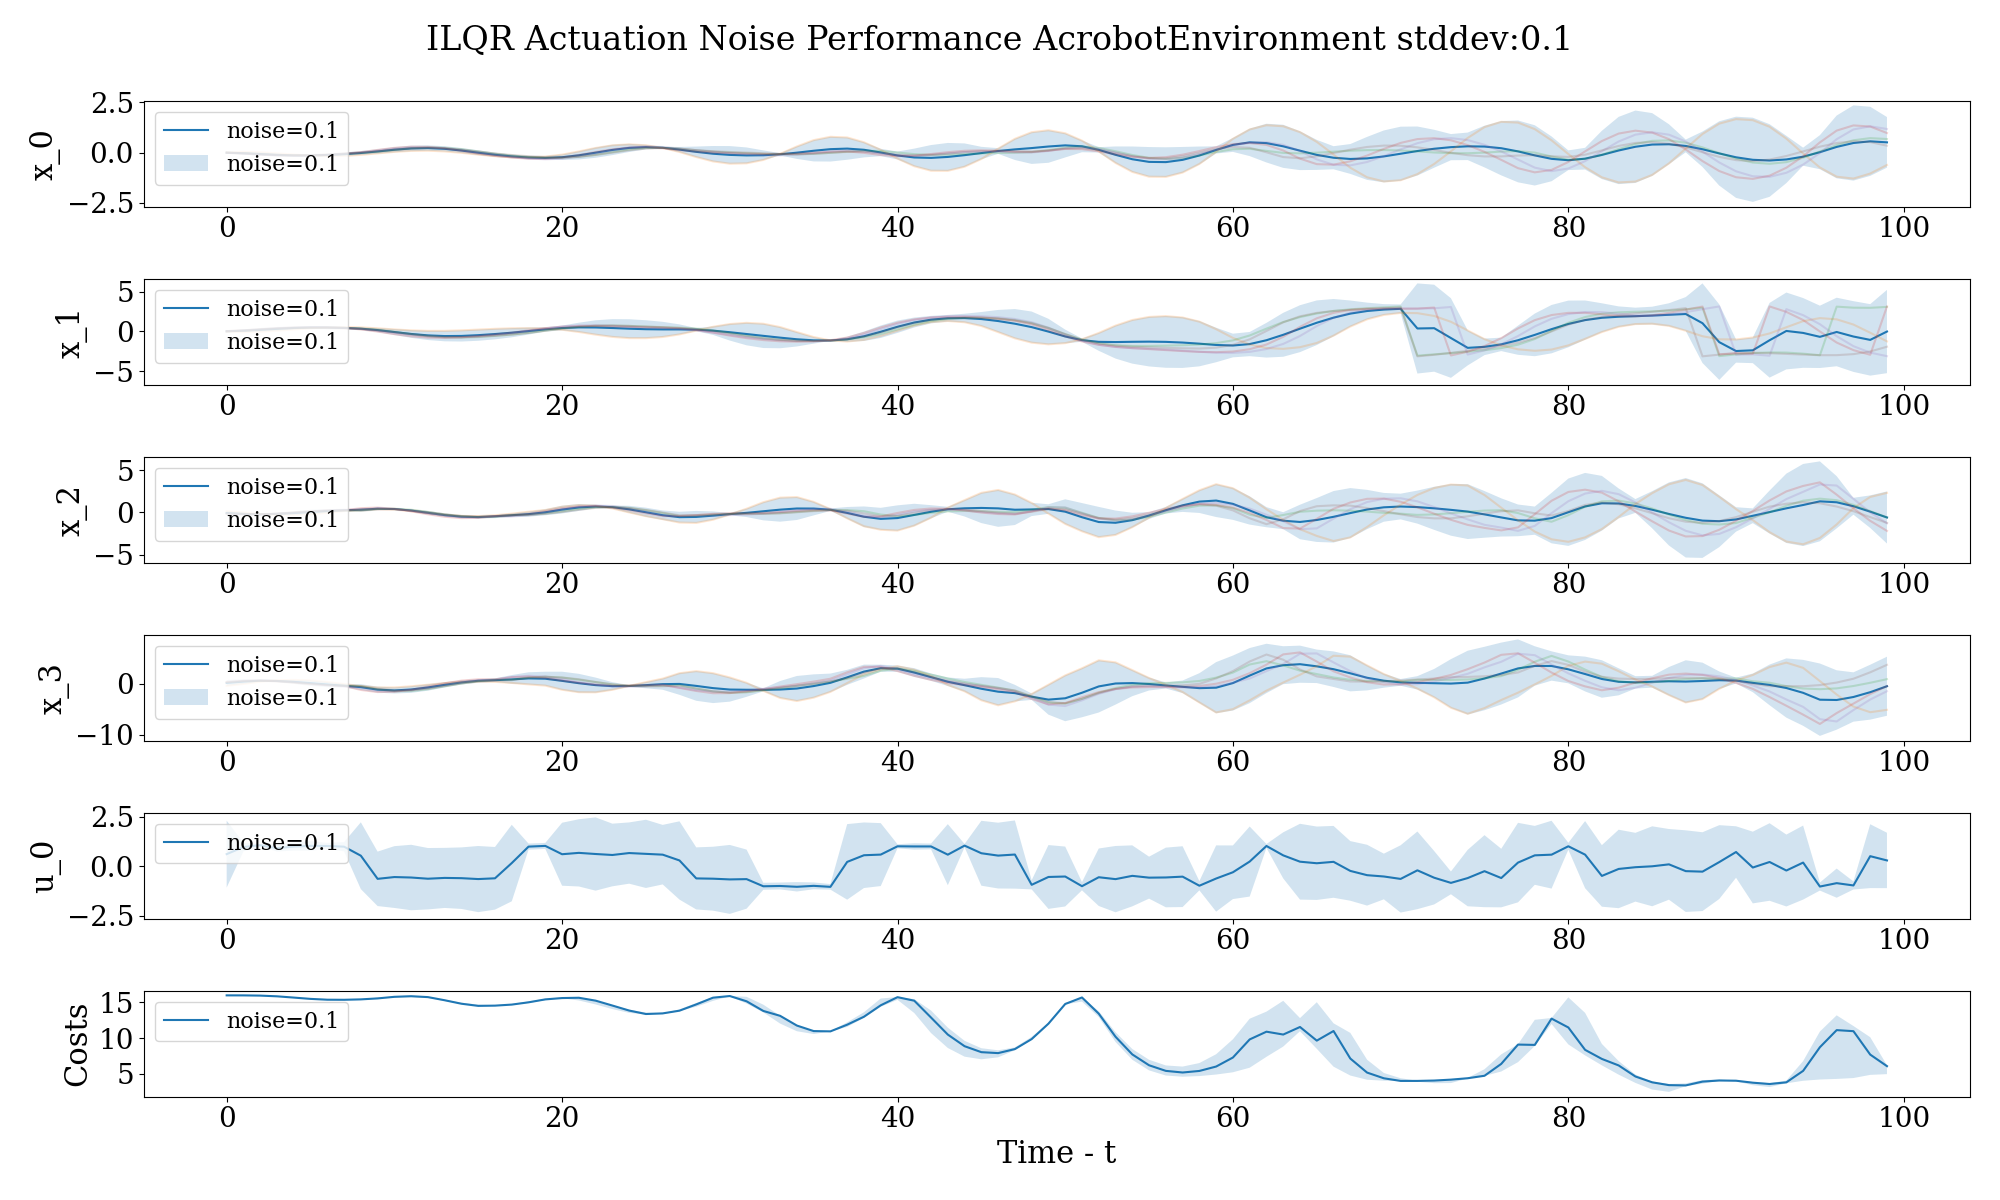 ILQR Actuation Noise Performance AcrobotEnvironment stddev:0.1
x_0
2.5
0.0
−2.5
noise=0.1
noise=0.1
0 20 40 60 80 100
x_1
5
0
−5
noise=0.1
noise=0.1
0 20 40 60 80 100
x_2
5
0
−5
noise=0.1
noise=0.1
0 20 40 60 80 100
x_3
0
−10
noise=0.1
noise=0.1
0 20 40 60 80 100
u_0
2.5
0.0
−2.5
noise=0.1
0 20 40 60 80 100
Costs
15
10
5
noise=0.1
0 20 40 60 80 100
Time - t